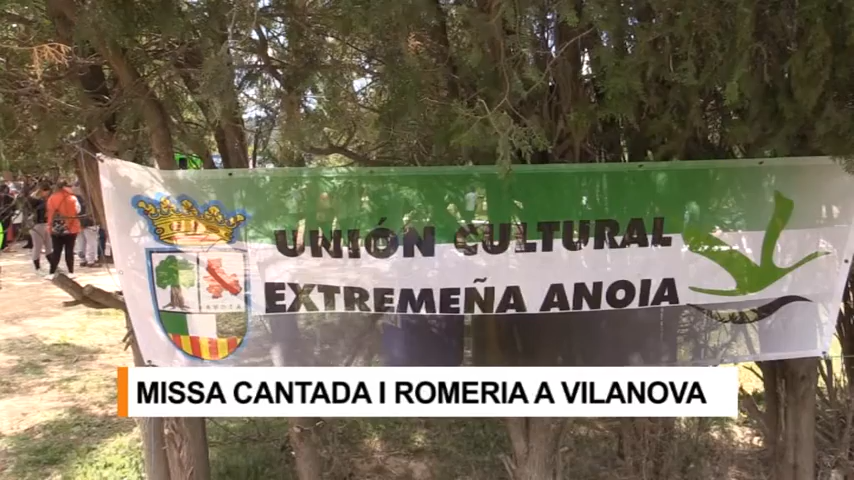 UNIÓN CULTURAL
EXTREMEÑA ANOIA
MISSA CANTADA I ROMERIA A VILANOVA